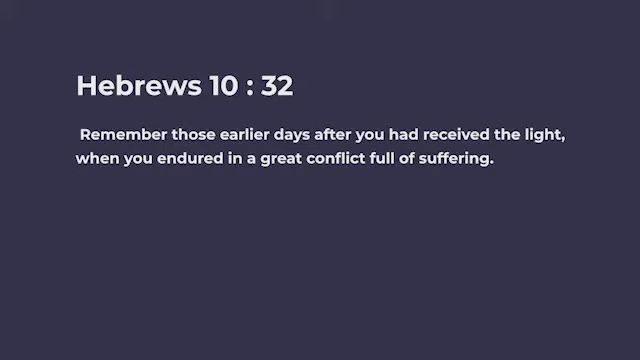 Hebrews 10 : 32
Remember those earlier days after you had received the light,
when you endured in a great conflict full of suffering.